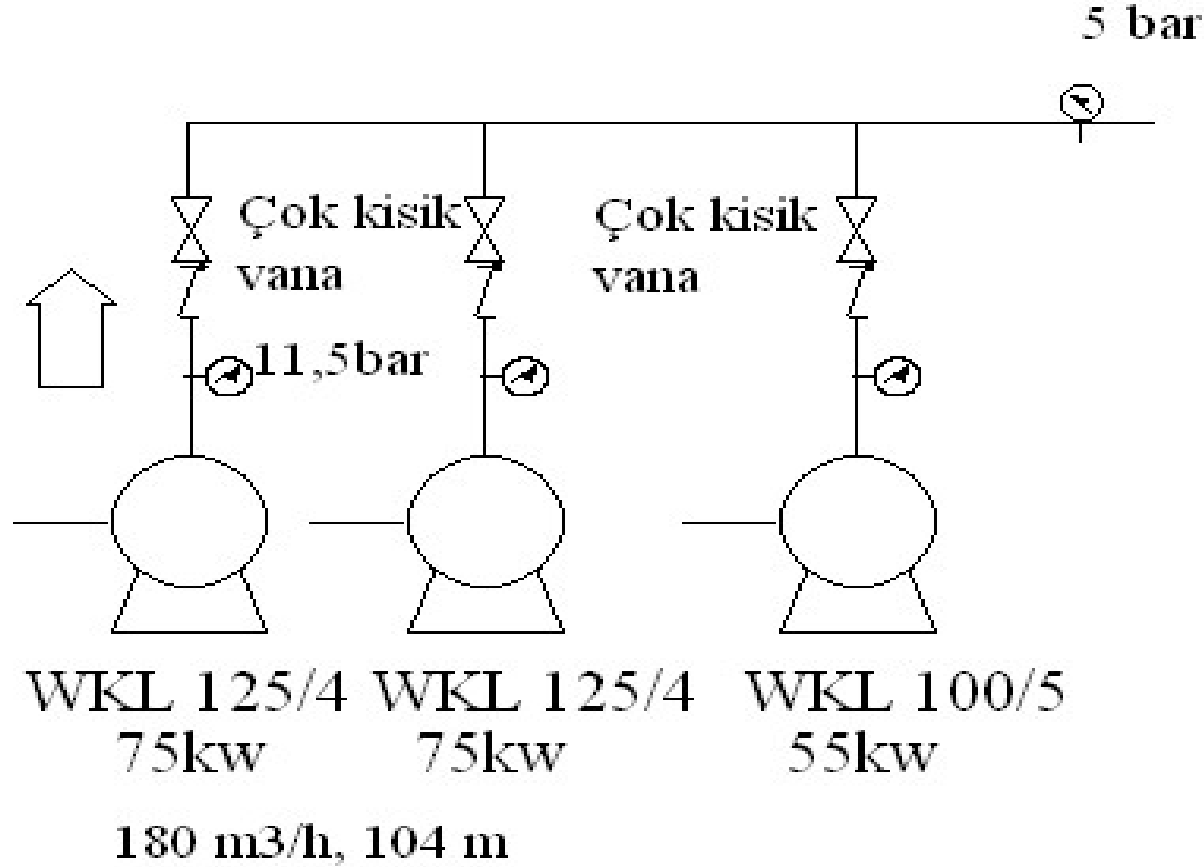 5 bar
Çok kisik
vana
Çok kisik
vana
11,5bar
WKL 125/4
75kw
WKL 125/4
75kw
WKL 100/5
55kw
180 m3/h, 104 m